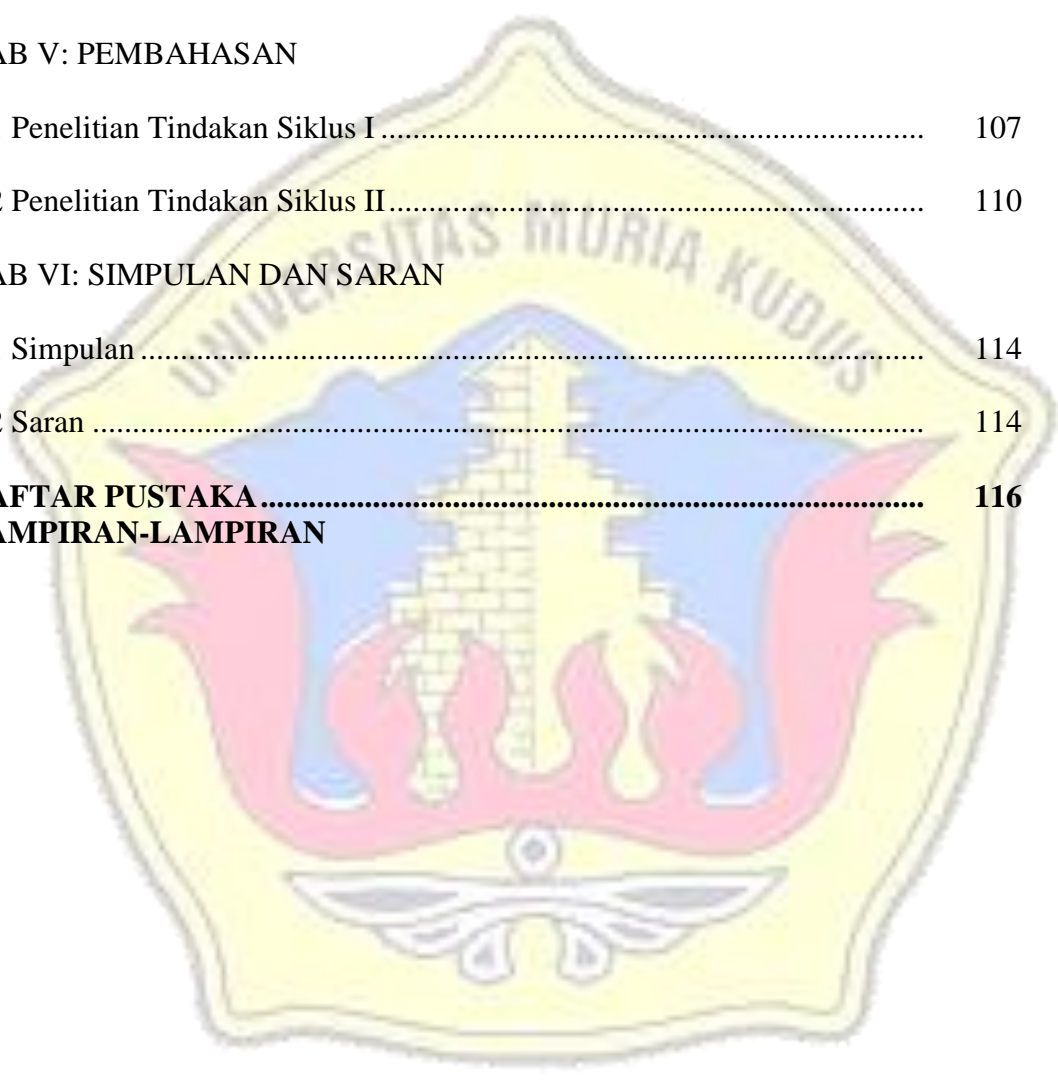 AB V: PEMBAHASAN
Penelitian Tindakan Siklus I ................................................................... 107
2 Penelitian Tindakan Siklus II .................................................................. 110
AB VI: SIMPULAN DAN SARAN
Simpulan ................................................................................................ 114
2 Saran ...................................................................................................... 114
AFTAR PUSTAKA ................................................................................. 116
AMPIRAN-LAMPIRAN
UNIVERSITAS MURIA KUDUS